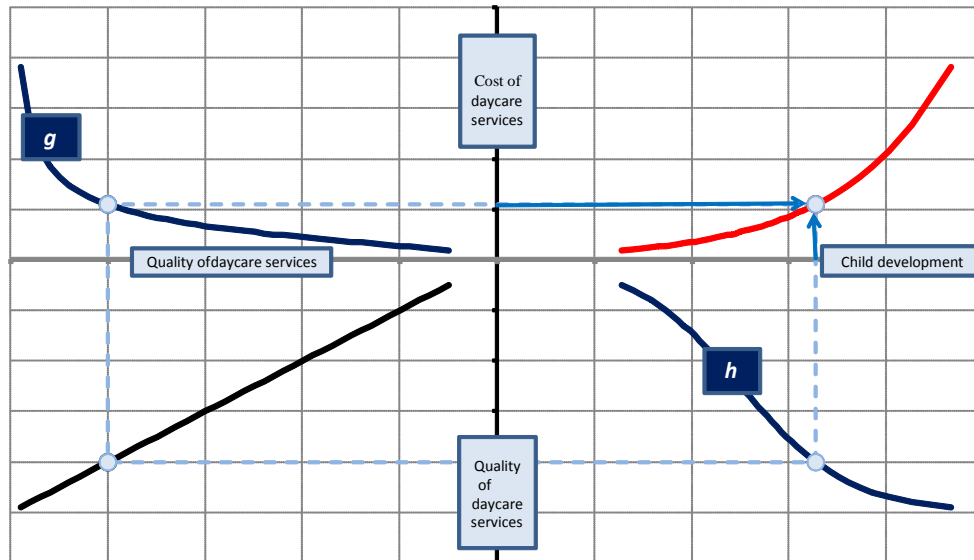 Cost of
daycare
services
g
Quality ofdaycare services
Child development
h
Quality
of
daycare
services